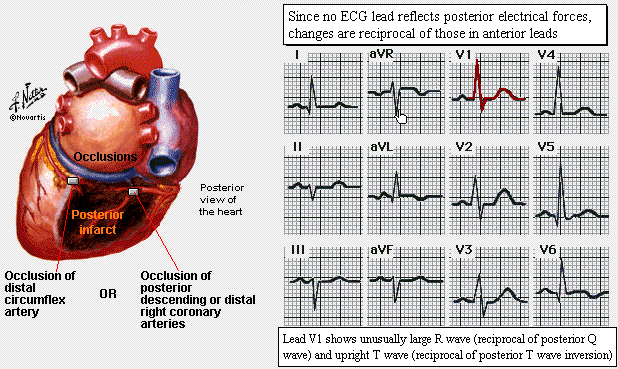 Since no ECG lead reflects posterior electrical forces,
changes are reciprocal of those in anterior leads
I
aVR
V1
V4
II
aVL
V2
V5
III
aVF
V3
V6
F. Netter
©Novartis
Occlusions
Posterior
infarct
Posterior
view of
the heart
Occlusion of
distal
circumflex
artery
OR
Occlusion of
posterior
descending or distal
right coronary
arteries
Lead V1 shows unusually large R wave (reciprocal of posterior Q
wave) and upright T wave (reciprocal of posterior T wave inversion)